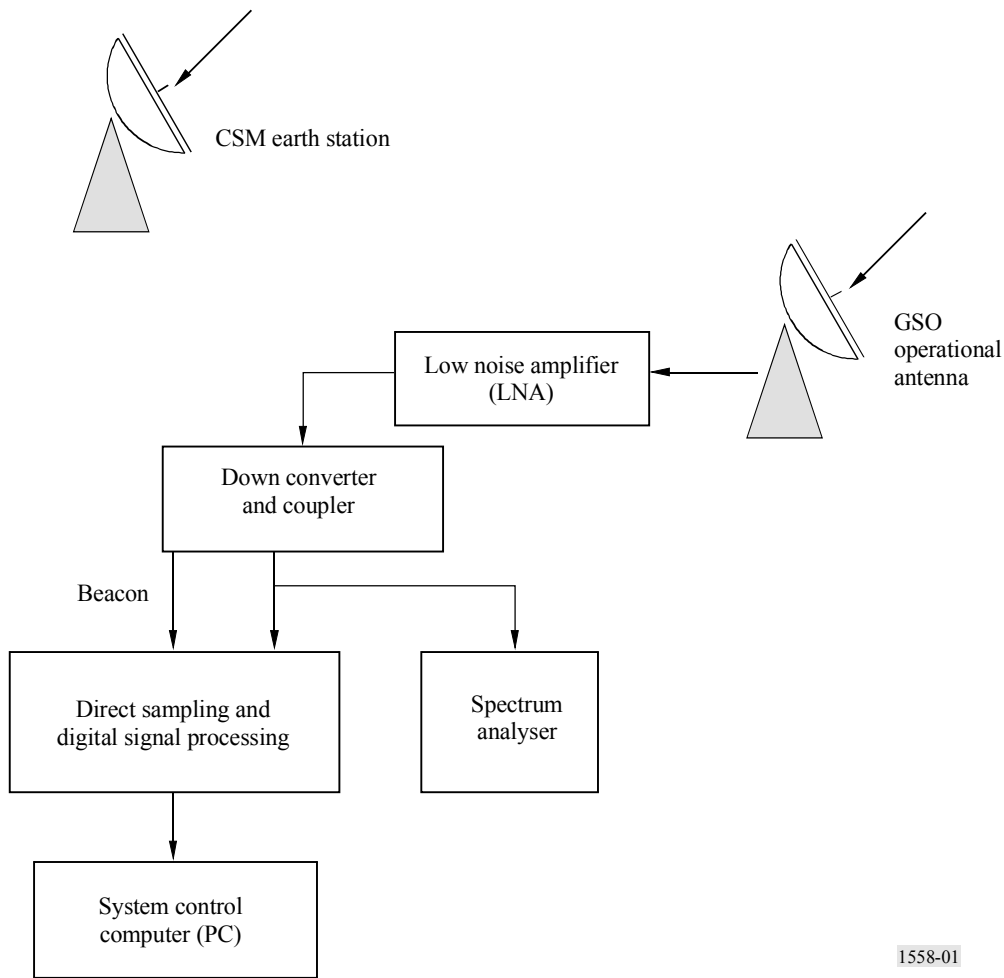 CSM earth station
GSO
operational
antenna
Low noise amplifier
(LNA)
Down converter
and coupler
Beacon
Direct sampling and
digital signal processing
Spectrum
analyser
System control
computer (PC)
1558-01